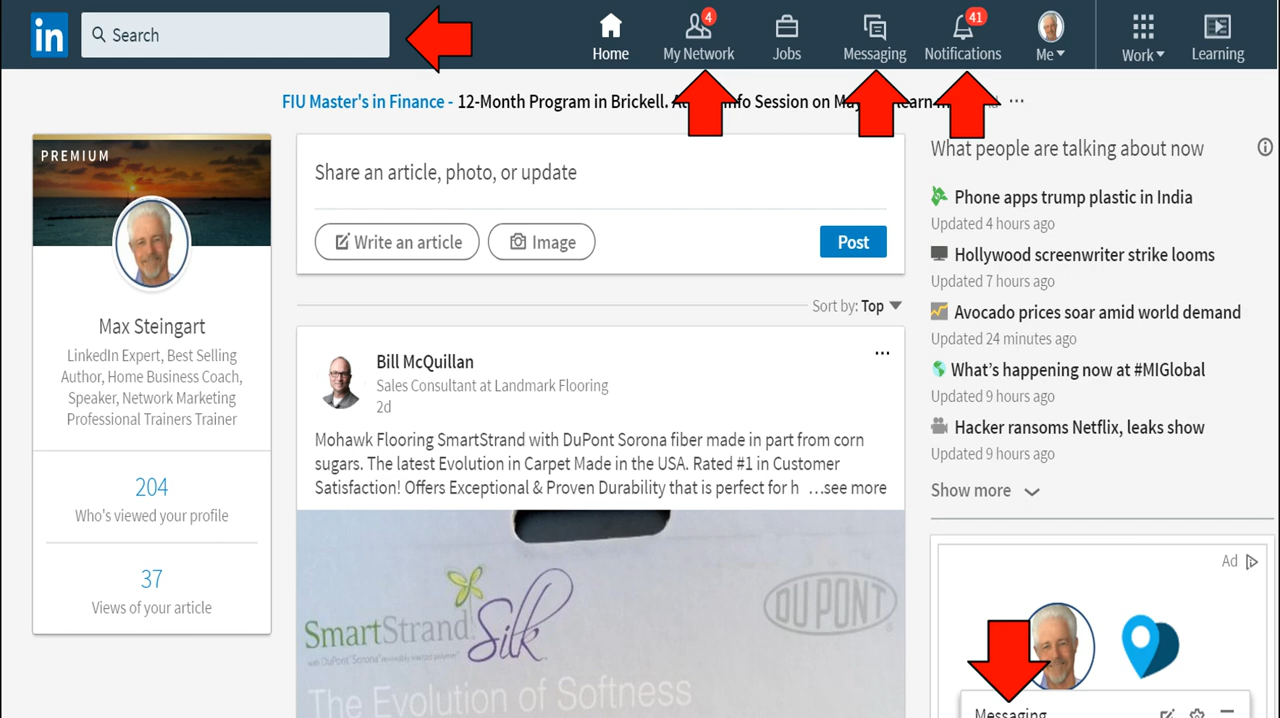 in
Search
4
41
Home
My Network
Jobs
Messaging
Notifications
Me
Work
Learning
FIU Master's in Finance - 12-Month Program in Brickell. Info Session on ...
PREMIUM
Max Steingart
LinkedIn Expert, Best Selling
Author, Home Business Coach,
Speaker, Network Marketing
Professional Trainers Trainer
204
Who's viewed your profile
37
Views of your article
Share an article, photo, or update
Write an article
Image
Post
Sort by: Top
Bill McQuillan
Sales Consultant at Landmark Flooring
2d
Mohawk Flooring SmartStrand with DuPont Sorona fiber made in part from corn
sugars. The latest Evolution in Carpet Made in the USA. Rated #1 in Customer
Satisfaction! Offers Exceptional & Proven Durability that is perfect for h ...see more
SmartStrand Silk
DUPONT
The Evolution of Softness
What people are talking about now
Phone apps trump plastic in India
Updated 4 hours ago
Hollywood screenwriter strike looms
Updated 7 hours ago
Avocado prices soar amid world demand
Updated 24 minutes ago
What's happening now at #MIGlobal
Updated 9 hours ago
Hacker ransoms Netflix, leaks show
Updated 9 hours ago
Show more
Ad
Messaging